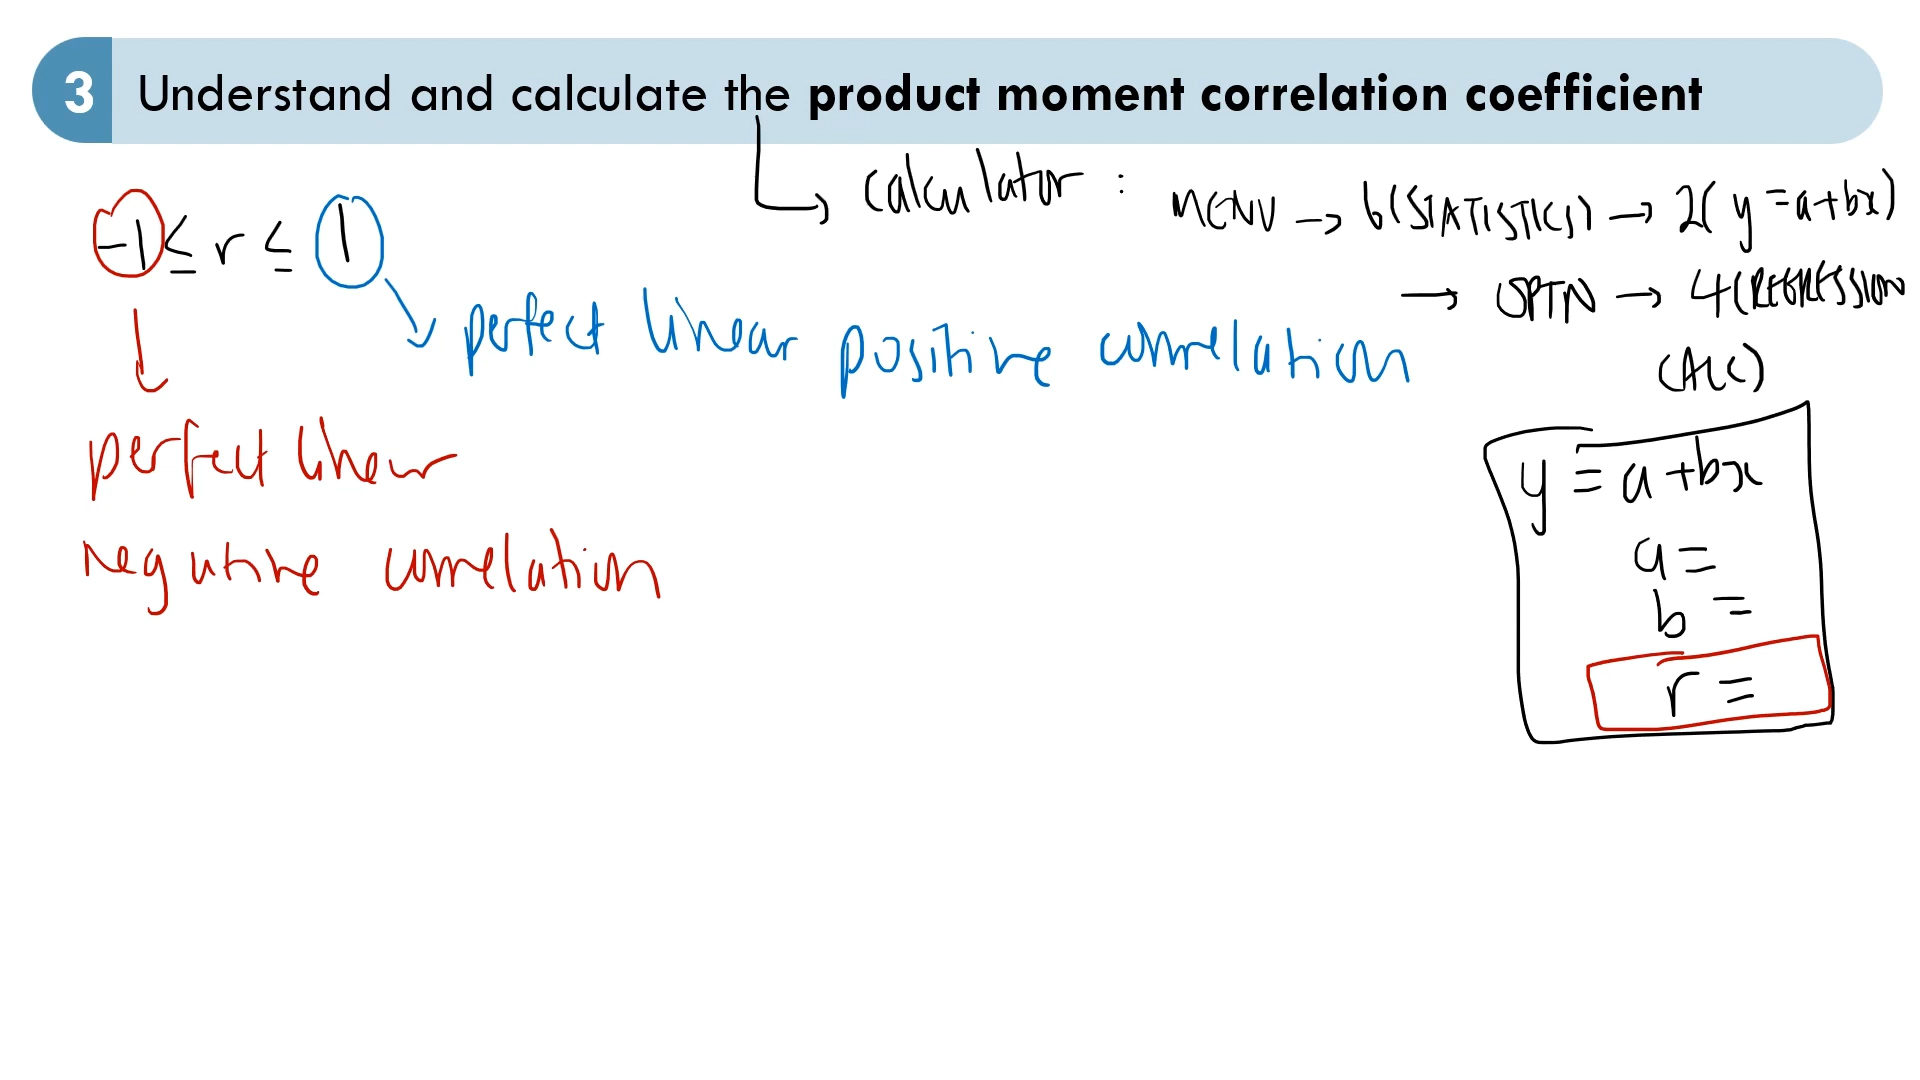 3 Understand and calculate the product moment correlation coefficient
calculator : MENU → 6(STATISTICS) → 2( y = a+bx)
-1 ≤ r ≤ 1
→ OPTN → 4(REGRESSION
perfect linear positive correlation
CALC)
perfect linear
negative correlation
y = a+bx
a =
b =
r =